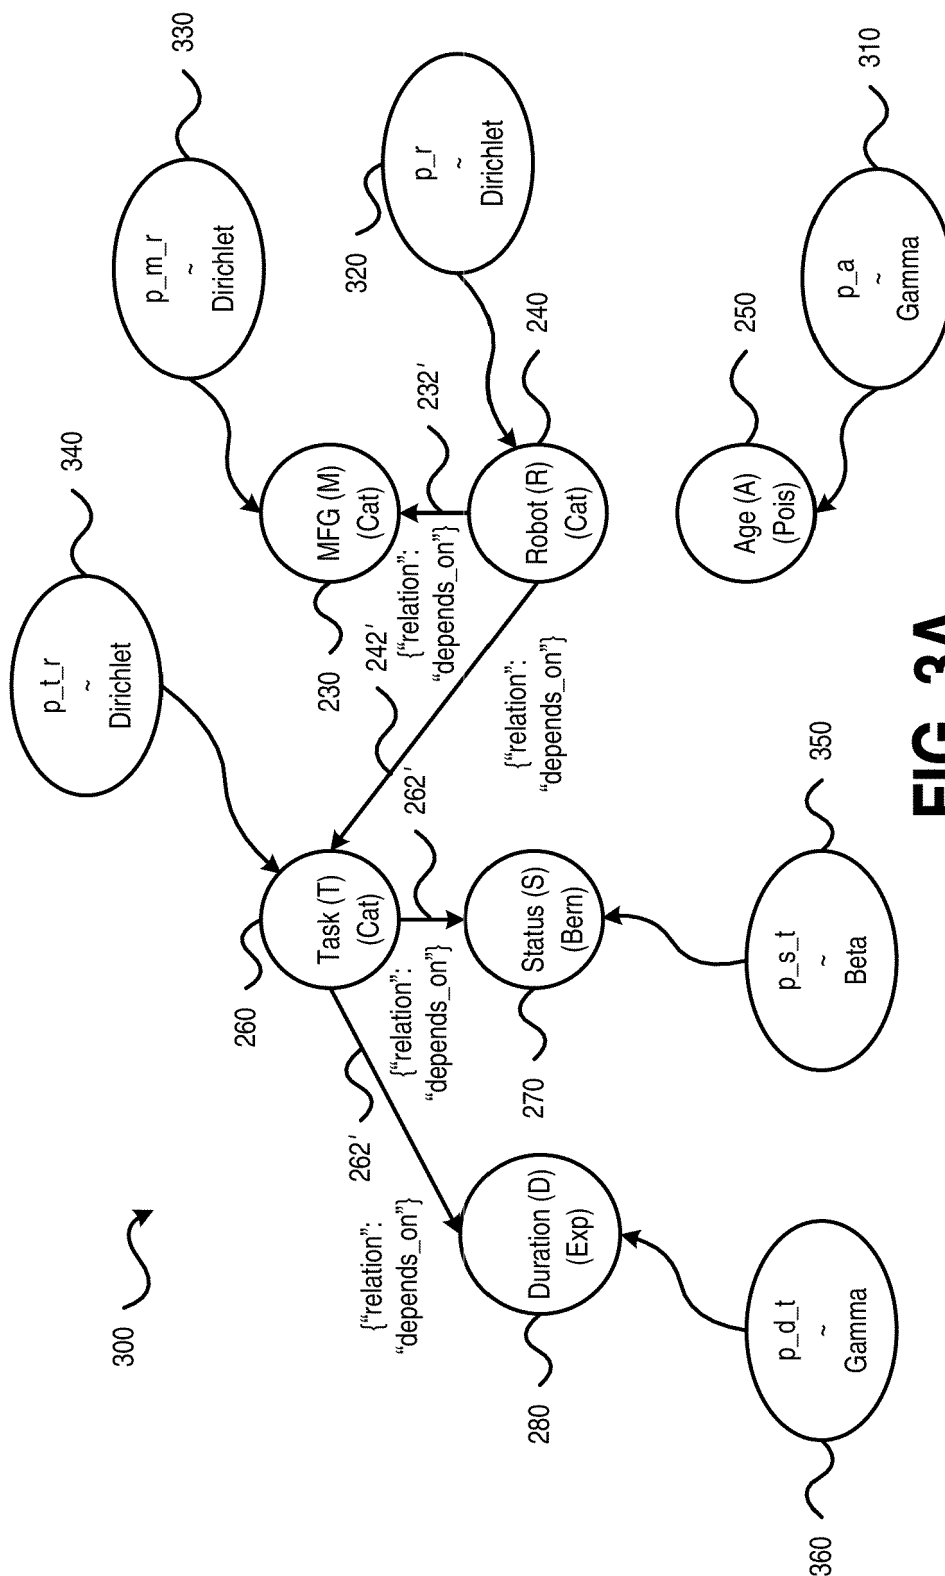 300
p_t_r
~
Dirichlet
340
p_m_r
~
Dirichlet
330
260
Task (T)
(Cat)
230
MFG (M)
(Cat)
320
p_r
~
Dirichlet
262′
{“relation”:
“depends_on”}
{“relation”:
“depends_on”}
262′
242′
{“relation”:
“depends_on”}
232′
{“relation”:
“depends_on”}
280
Duration (D)
(Exp)
270
Status (S)
(Bern)
Robot (R)
(Cat)
240
360
p_d_t
~
Gamma
p_s_t
~
Beta
350
Age (A)
(Pois)
250
p_a
~
Gamma
310
FIG. 3A